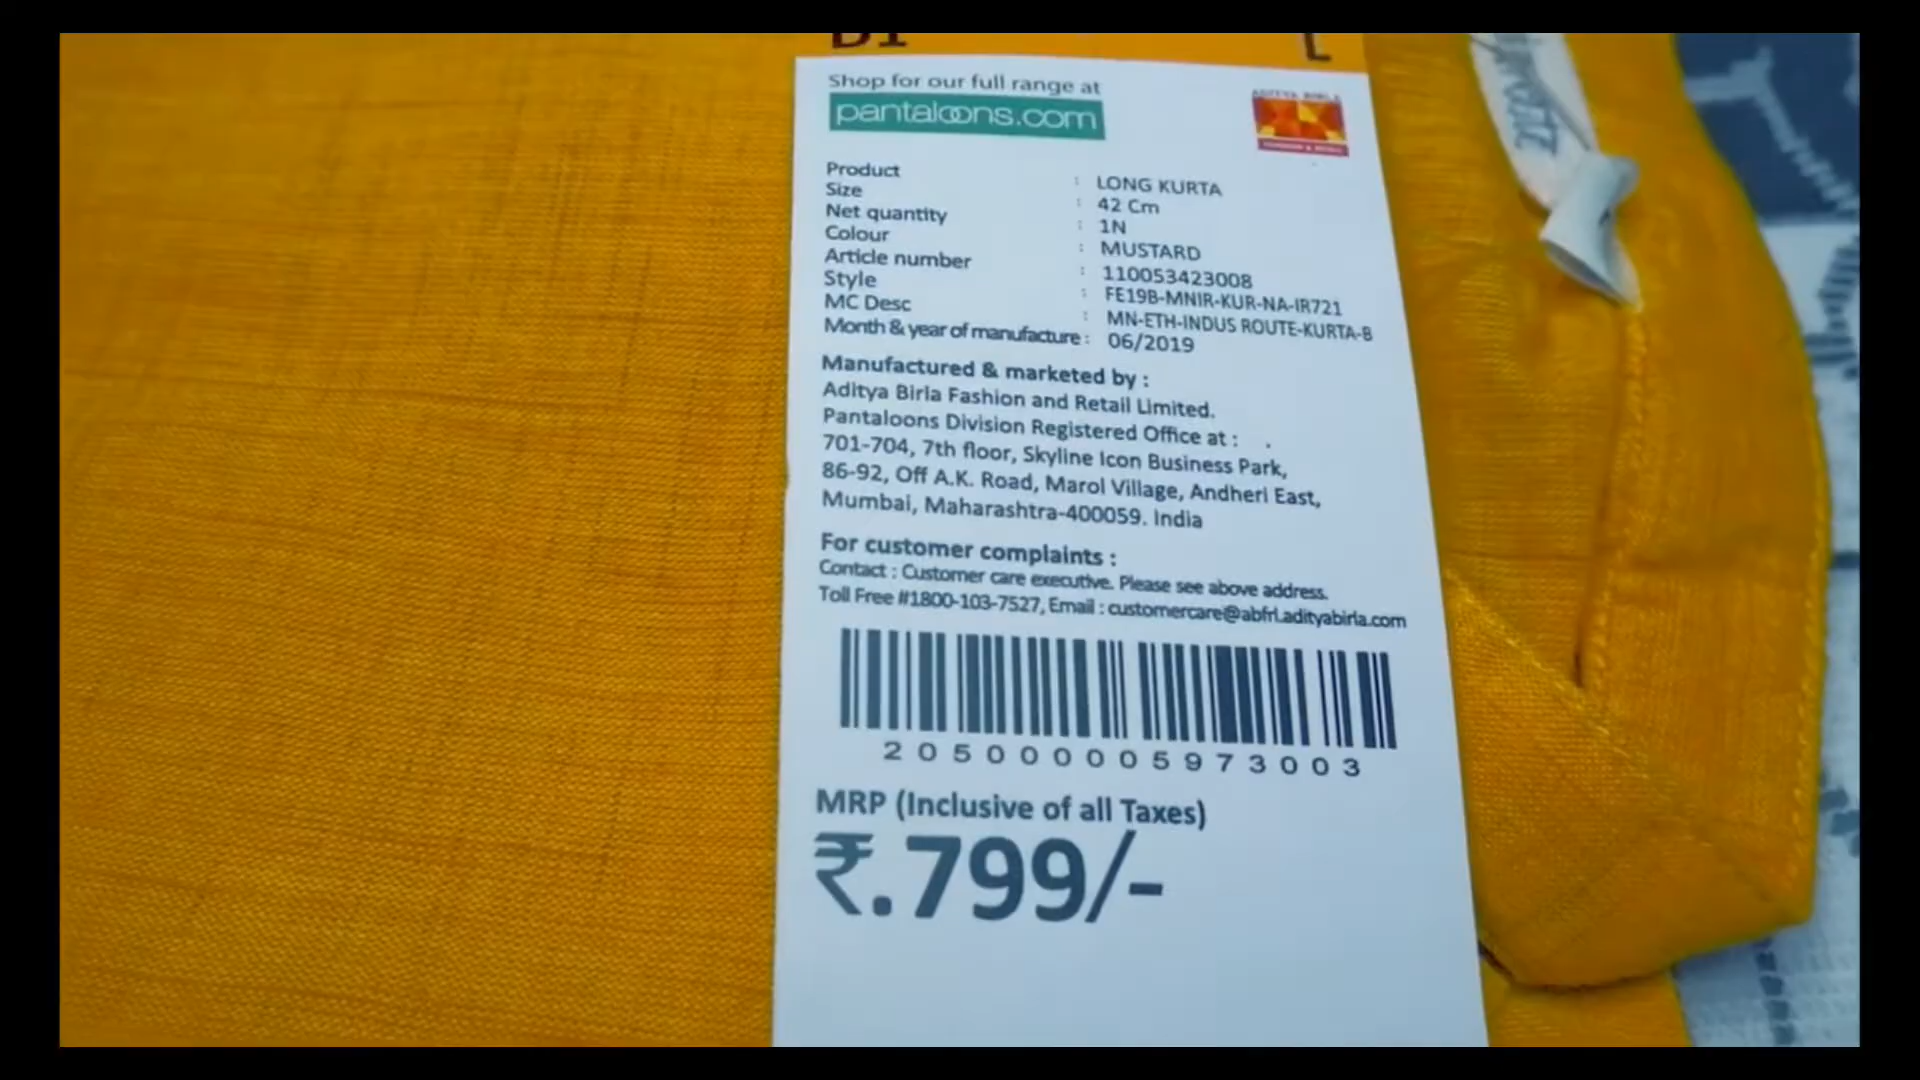 L
Shop for our full range at
pantaloons.com
ADITYA BIRLA
Product : LONG KURTA
Size : 42 Cm
Net quantity : 1N
Colour : MUSTARD
Article number : 110053423008
Style : FE19B-MNIR-KUR-NA-IR721
MC Desc : MN-ETH-INDUS ROUTE-KURTA-B
Month & year of manufacture : 06/2019
Manufactured & marketed by :
Aditya Birla Fashion and Retail Limited.
Pantaloons Division Registered Office at :
701-704, 7th floor, Skyline Icon Business Park,
86-92, Off A.K. Road, Marol Village, Andheri East,
Mumbai, Maharashtra-400059. India
For customer complaints :
Contact : Customer care executive. Please see above address.
Toll Free #1800-103-7527, Email : customercare@abfrl.adityabirla.com
205000005973003
MRP (Inclusive of all Taxes)
₹.799/-